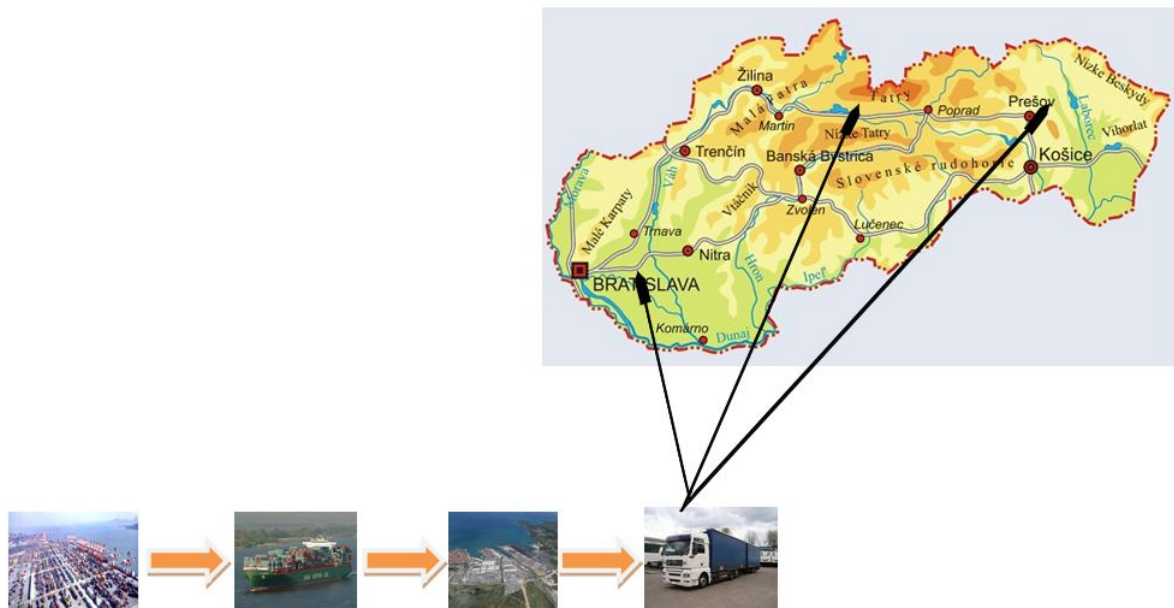 Žilina
Malá Fatra
Martin
Tatry
Poprad
Nízke Tatry
Prešov
Nízke Beskydy
Laborec
Vihorlat
Košice
Trenčín
Banská Bystrica
Slovenské rudohorie
Váh
Morava
Malé Karpaty
Vtáčnik
Zvolen
Trnava
Nitra
Lučenec
Hron
Ipeľ
BRATISLAVA
Komárno
Dunaj